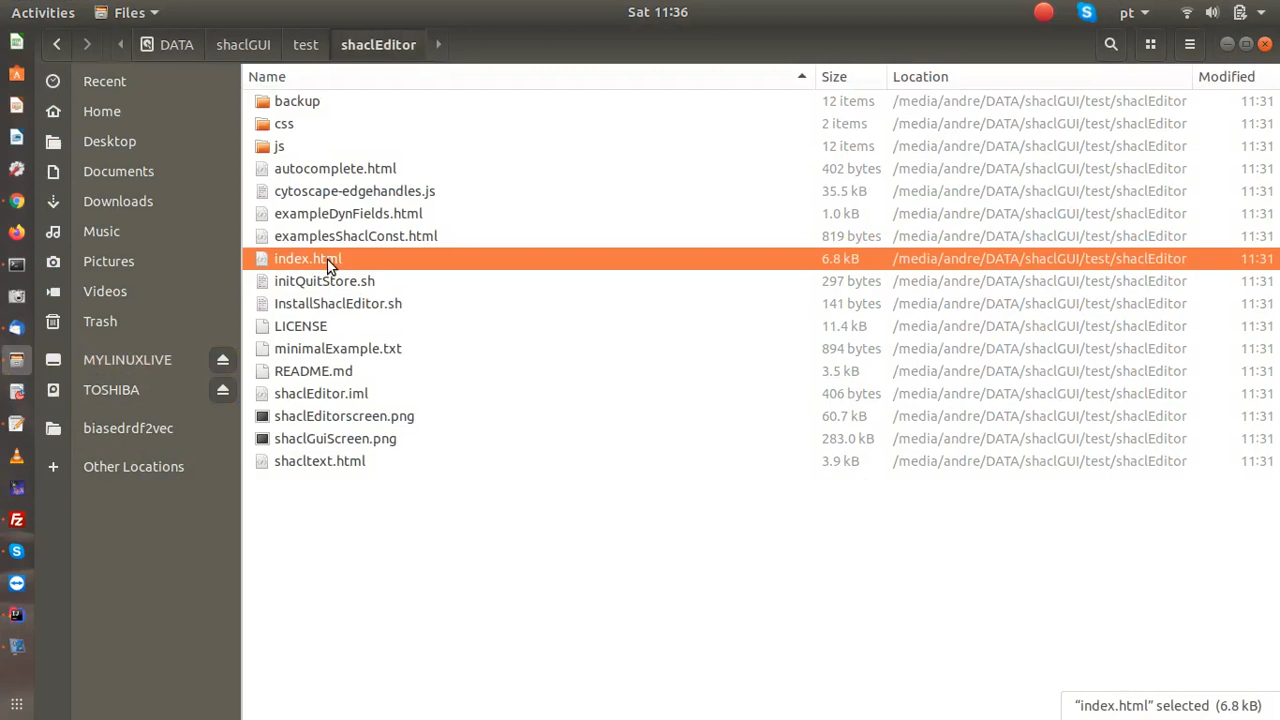 Activities Files Sat 11:36 pt
DATA shaclGUI test shaclEditor
Recent
Home
Desktop
Documents
Downloads
Music
Pictures
Videos
Trash
MYLINUXLIVE
TOSHIBA
biasedrdf2vec
Other Locations
Name Size Location Modified
backup 12 items /media/andre/DATA/shaclGUI/test/shaclEditor 11:31
css 2 items /media/andre/DATA/shaclGUI/test/shaclEditor 11:31
js 12 items /media/andre/DATA/shaclGUI/test/shaclEditor 11:31
autocomplete.html 402 bytes /media/andre/DATA/shaclGUI/test/shaclEditor 11:31
cytoscape-edgehandles.js 35.5 kB /media/andre/DATA/shaclGUI/test/shaclEditor 11:31
exampleDynFields.html 1.0 kB /media/andre/DATA/shaclGUI/test/shaclEditor 11:31
examplesShaclConst.html 819 bytes /media/andre/DATA/shaclGUI/test/shaclEditor 11:31
index.html 6.8 kB /media/andre/DATA/shaclGUI/test/shaclEditor 11:31
initQuitStore.sh 297 bytes /media/andre/DATA/shaclGUI/test/shaclEditor 11:31
InstallShaclEditor.sh 141 bytes /media/andre/DATA/shaclGUI/test/shaclEditor 11:31
LICENSE 11.4 kB /media/andre/DATA/shaclGUI/test/shaclEditor 11:31
minimalExample.txt 894 bytes /media/andre/DATA/shaclGUI/test/shaclEditor 11:31
README.md 3.5 kB /media/andre/DATA/shaclGUI/test/shaclEditor 11:31
shaclEditor.iml 406 bytes /media/andre/DATA/shaclGUI/test/shaclEditor 11:31
shaclEditorscreen.png 60.7 kB /media/andre/DATA/shaclGUI/test/shaclEditor 11:31
shaclGuiScreen.png 283.0 kB /media/andre/DATA/shaclGUI/test/shaclEditor 11:31
shacltext.html 3.9 kB /media/andre/DATA/shaclGUI/test/shaclEditor 11:31
“index.html” selected (6.8 kB)